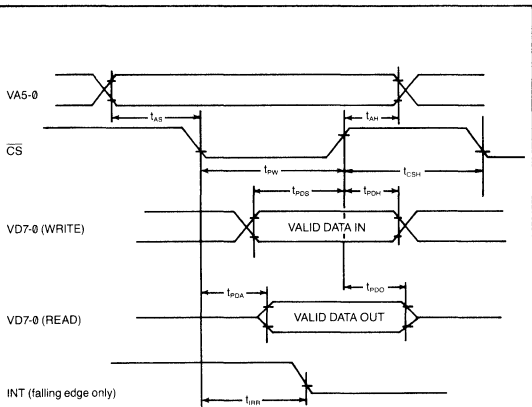 VA5-0
tAS
tAH
CS
tPW
tCSH
tPDS
tPDH
VD7-0 (WRITE)
VALID DATA IN
tPDA
tPDD
VD7-0 (READ)
VALID DATA OUT
INT (falling edge only)
tIRR